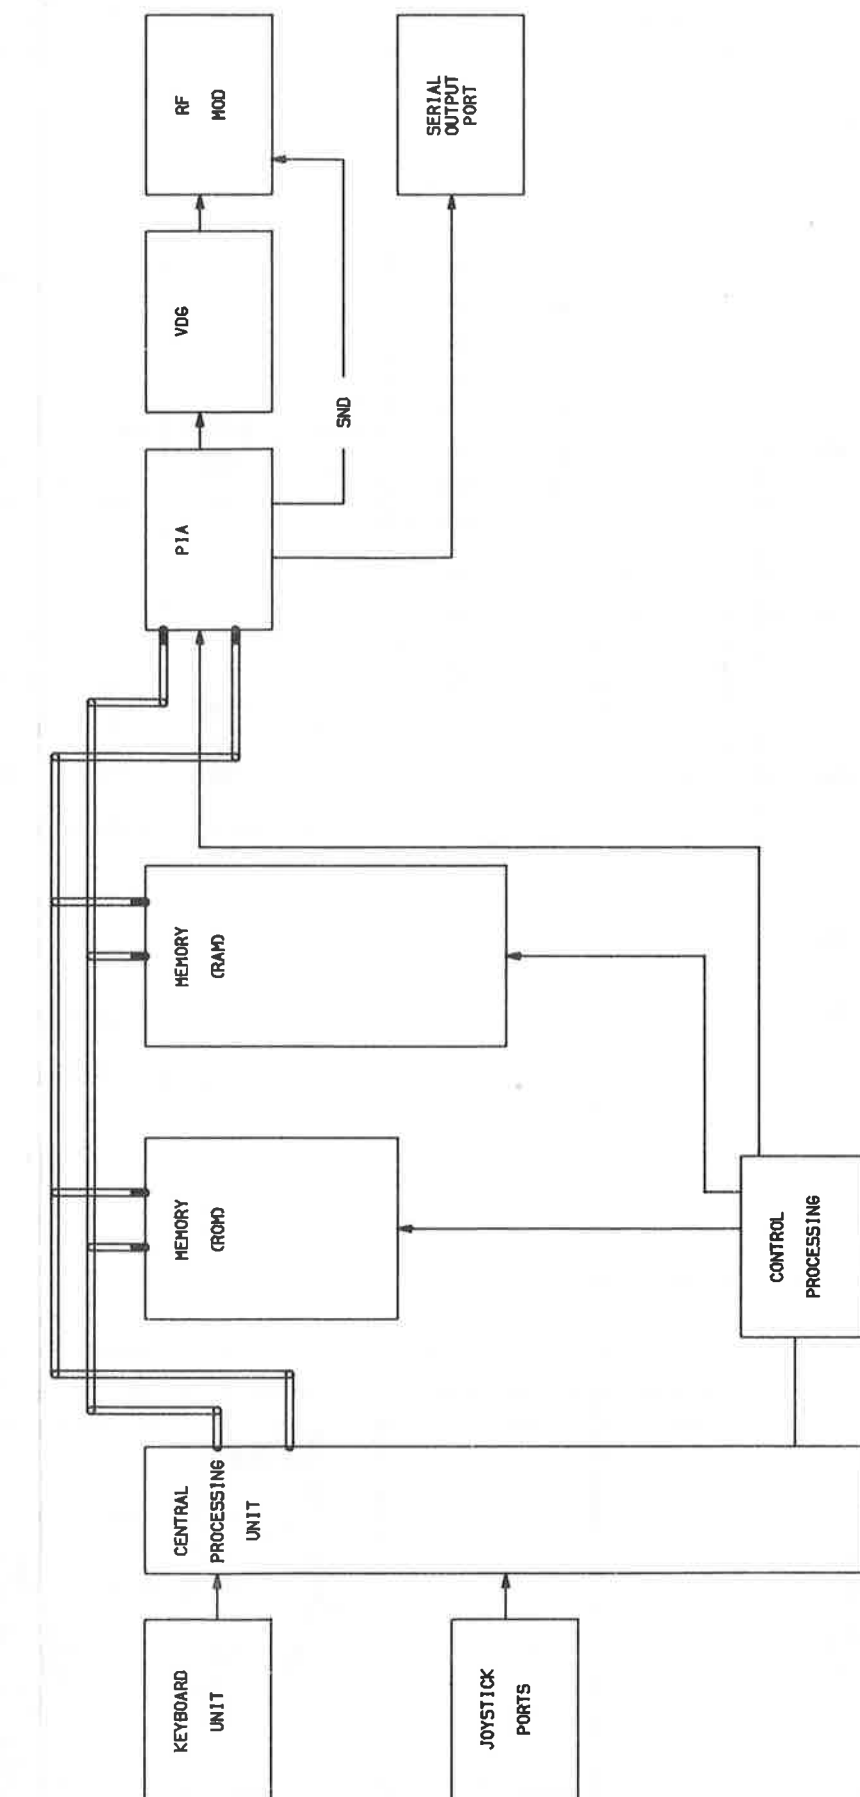 KEYBOARD
UNIT
CENTRAL
PROCESSING
UNIT
MEMORY
(ROM)
MEMORY
(RAM)
PIA
VDG
RF
MOD
SND
JOYSTICK
PORTS
SERIAL
OUTPUT
PORT
CONTROL
PROCESSING